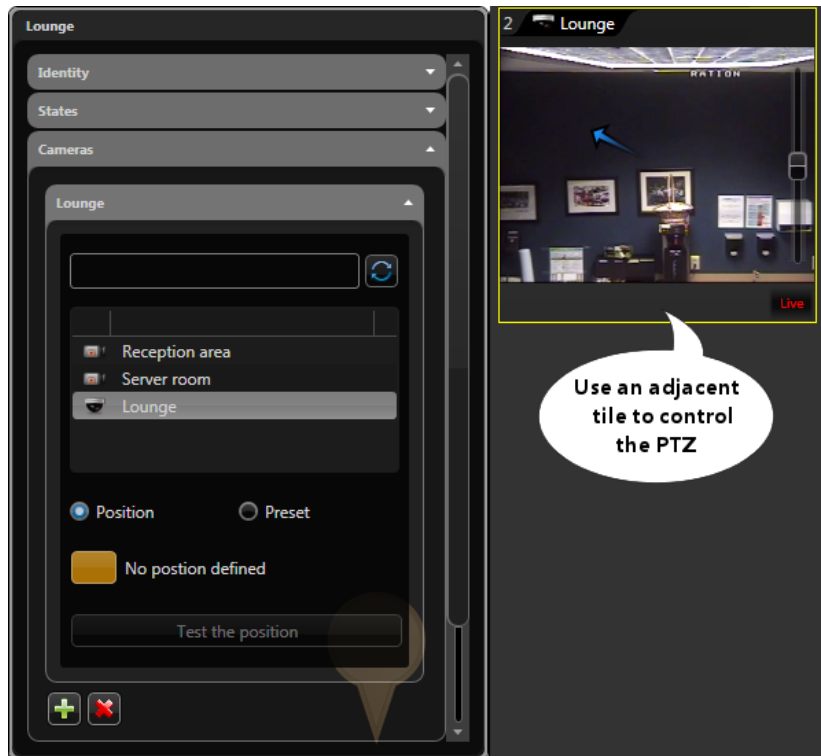 Lounge
Identity
States
Cameras
Lounge
Reception area
Server room
Lounge
Position
Preset
No postion defined
Test the position
2 Lounge
RATION
Live
Use an adjacent
tile to control
the PTZ